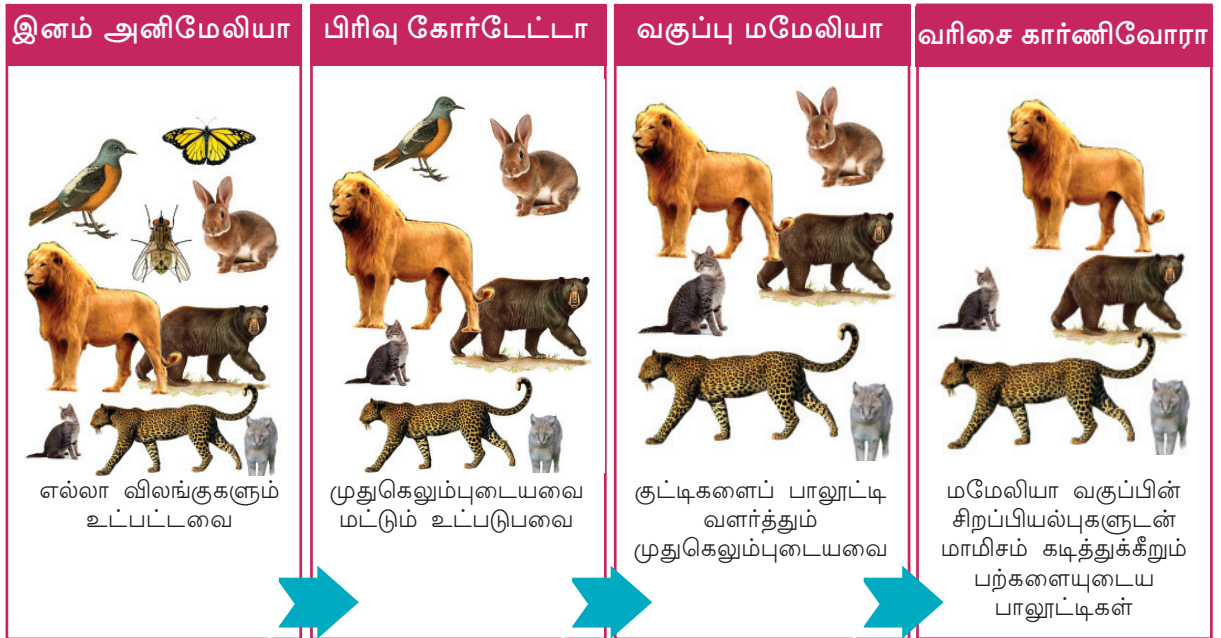 இனம் அனிமேலியா
எல்லா விலங்குகளும்
உட்பட்டவை
பிரிவு கோர்டேட்டா
முதுகெலும்புடையவை
மட்டும் உட்படுபவை
வகுப்பு மமேலியா
குட்டிகளைப் பாலூட்டி
வளர்த்தும்
முதுகெலும்புடையவை
வரிசை கார்ணிவோரா
மமேலியா வகுப்பின்
சிறப்பியல்புகளுடன்
மாமிசம் கடித்துக்கீறும்
பற்களையுடைய
பாலூட்டிகள்